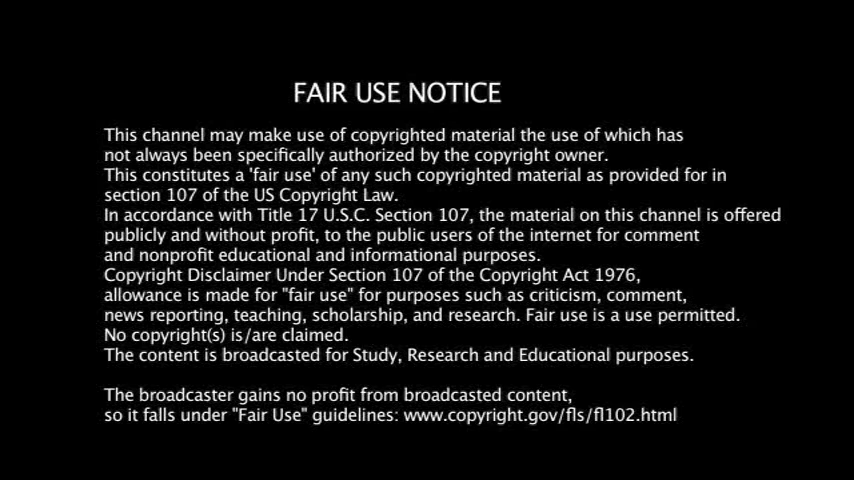 FAIR USE NOTICE
This channel may make use of copyrighted material the use of which has
not always been specifically authorized by the copyright owner.
This constitutes a 'fair use' of any such copyrighted material as provided for in
section 107 of the US Copyright Law.
In accordance with Title 17 U.S.C. Section 107, the material on this channel is offered
publicly and without profit, to the public users of the internet for comment
and nonprofit educational and informational purposes.
Copyright Disclaimer Under Section 107 of the Copyright Act 1976,
allowance is made for "fair use" for purposes such as criticism, comment,
news reporting, teaching, scholarship, and research. Fair use is a use permitted.
No copyright(s) is/are claimed.
The content is broadcasted for Study, Research and Educational purposes.
The broadcaster gains no profit from broadcasted content,
so it falls under "Fair Use" guidelines: www.copyright.gov/fls/fl102.html